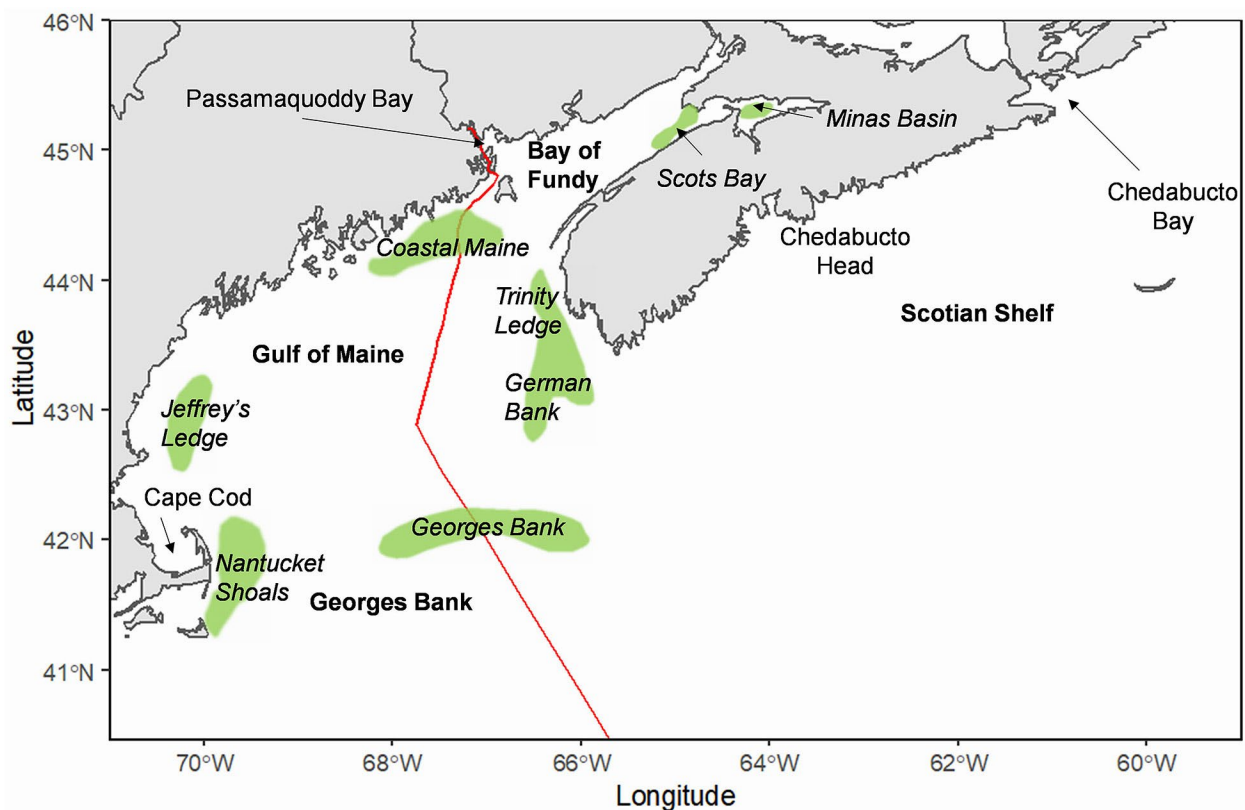 46°N
45°N
44°N
43°N
42°N
41°N
Latitude
Passamaquoddy Bay
Bay of
Fundy
Minas Basin
Scots Bay
Chedabucto
Bay
Chedabucto
Head
Coastal Maine
Trinity
Ledge
Scotian Shelf
Gulf of Maine
German
Bank
Jeffrey's
Ledge
Cape Cod
Georges Bank
Nantucket
Shoals
Georges Bank
70°W
68°W
66°W
64°W
62°W
60°W
Longitude